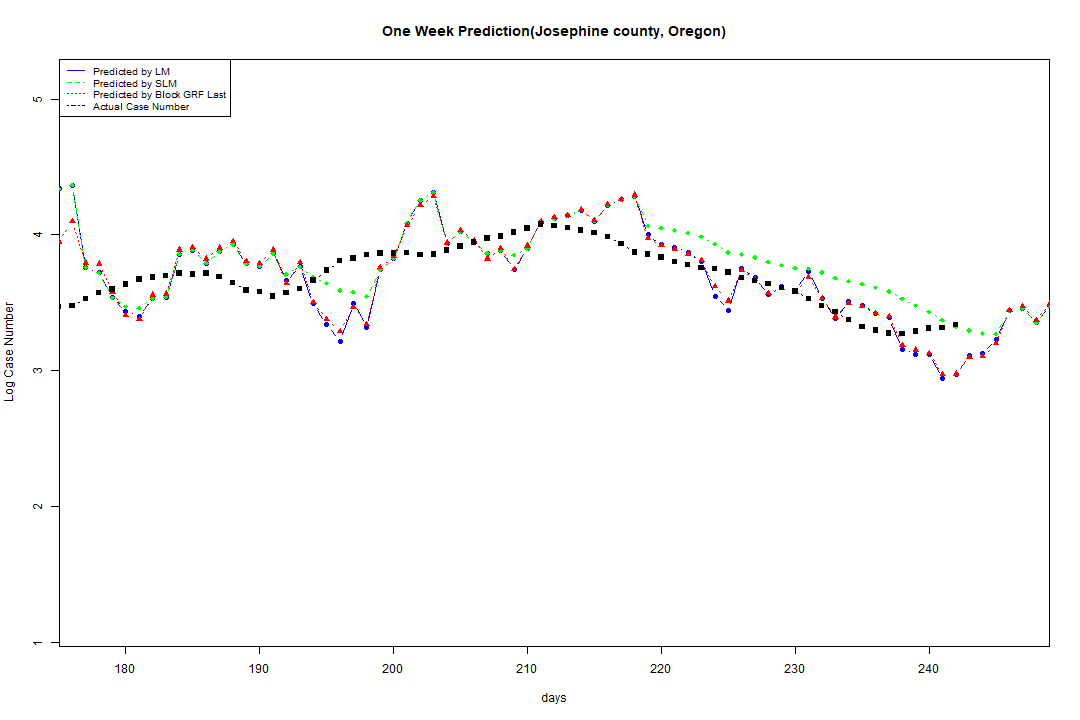 One Week Prediction(Josephine county, Oregon)
Predicted by LM
Predicted by SLM
Predicted by Block GRF Last
Actual Case Number
5
4
3
2
1
Log Case Number
180 190 200 210 220 230 240
days